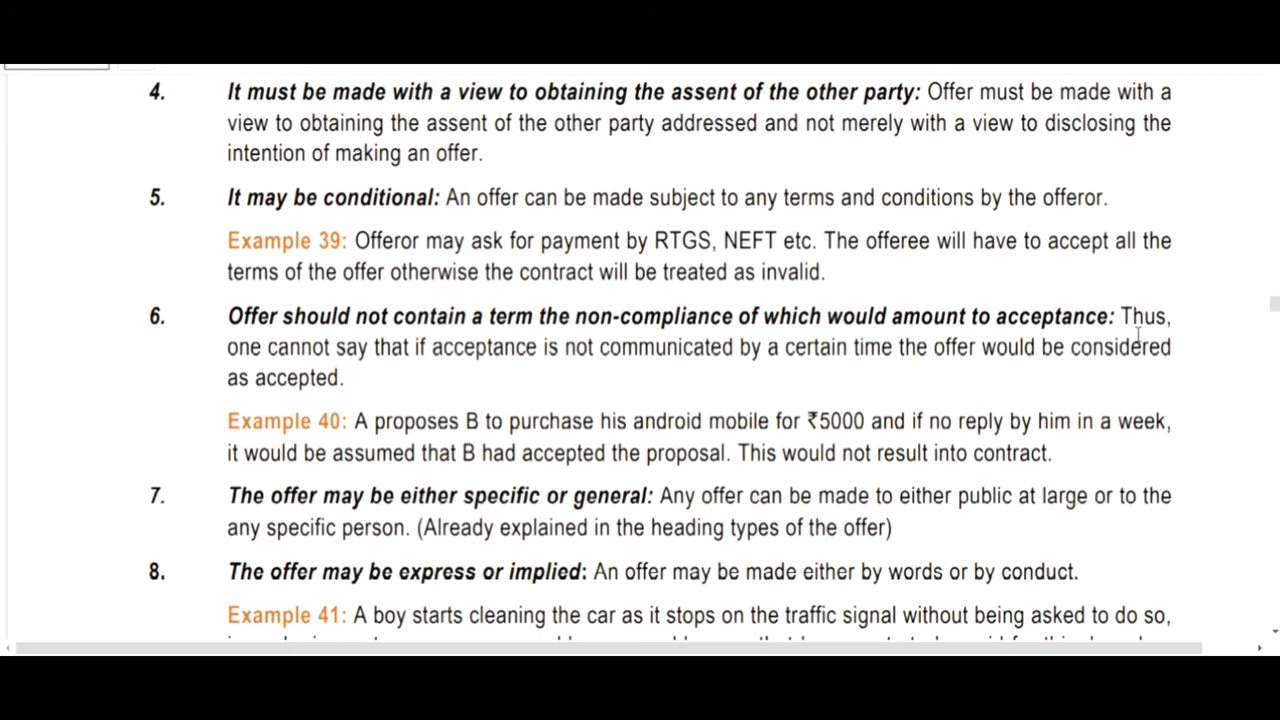 4. It must be made with a view to obtaining the assent of the other party: Offer must be made with a
view to obtaining the assent of the other party addressed and not merely with a view to disclosing the
intention of making an offer.
5. It may be conditional: An offer can be made subject to any terms and conditions by the offeror.
Example 39: Offeror may ask for payment by RTGS, NEFT etc. The offeree will have to accept all the
terms of the offer otherwise the contract will be treated as invalid.
6. Offer should not contain a term the non-compliance of which would amount to acceptance: Thus,
one cannot say that if acceptance is not communicated by a certain time the offer would be considered
as accepted.
Example 40: A proposes B to purchase his android mobile for ₹5000 and if no reply by him in a week,
it would be assumed that B had accepted the proposal. This would not result into contract.
7. The offer may be either specific or general: Any offer can be made to either public at large or to the
any specific person. (Already explained in the heading types of the offer)
8. The offer may be express or implied: An offer may be made either by words or by conduct.
Example 41: A boy starts cleaning the car as it stops on the traffic signal without being asked to do so,